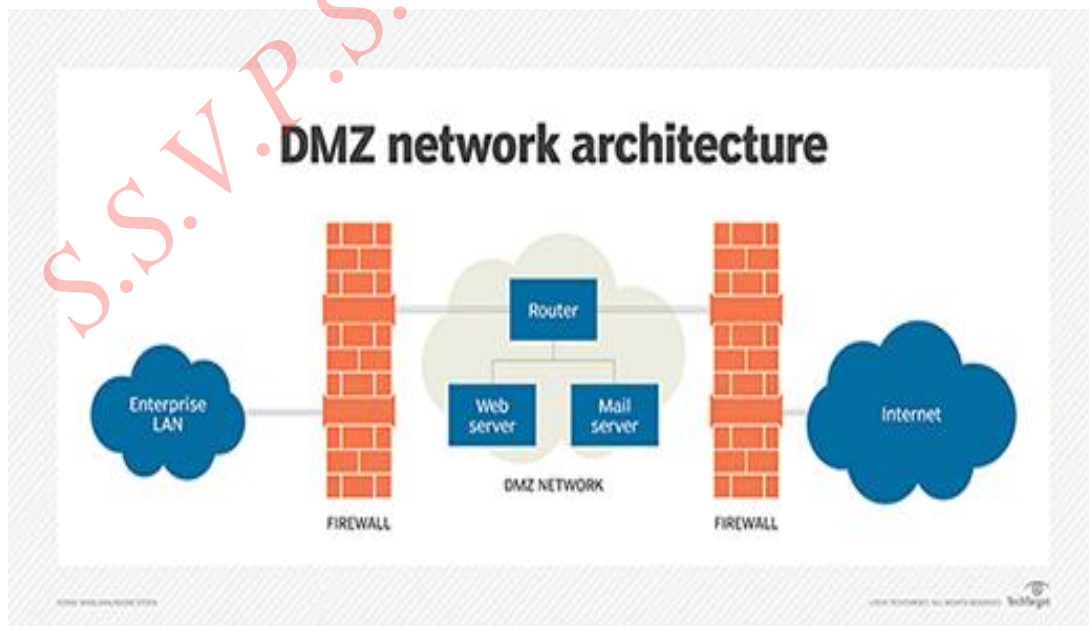 S.S.V.P.S.
DMZ network architecture
Router
Enterprise
LAN
Web
server
Mail
server
Internet
DMZ NETWORK
FIREWALL
FIREWALL
TechTarget